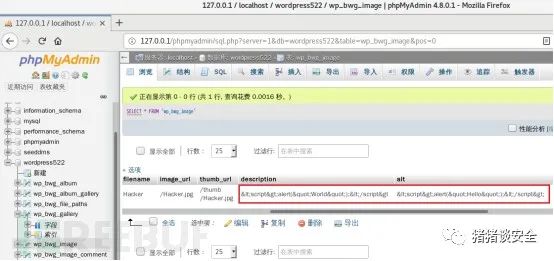 127.0.0.1 / localhost / wordpress522 / wp_bwg_image | phpMyAdmin 4.8.0.1 - Mozilla Firefox
127.0.0.1 / localhost / wo
127.0.0.1/phpmyadmin/sql.php?server=1&db=wordpress522&table=wp_bwg_image&pos=0
phpMyAdmin
近期访问 表收藏夹
information_schema
mysql
performance_schema
phpmyadmin
seeddms
wordpress522
新建
wp_bwg_album
wp_bwg_album_gallery
wp_bwg_file_paths
wp_bwg_gallery
字段
索引
wp_bwg_image
wp_bwg_image_comment
服务器: localhost » 数据库: wordpress522 » 表: wp_bwg_image
浏览 结构 SQL 搜索 插入 导出 导入 权限 操作 追踪 触发器
正在显示第 0 - 0 行 (共 1 行, 查询花费 0.0016 秒。)
SELECT * FROM `wp_bwg_image`
性能分析
显示全部 行数: 25 过滤行: 在表中搜索
+ 选项
filename image_url thumb_url description alt
Hacker /Hacker.jpg /thumb/Hacker.jpg &lt;script&gt;alert(&quot;World&quot;);&lt;/script&gt &lt;script&gt;alert(&quot;Hello&quot;);&lt;/script&gt;
全选 选中项: 编辑 复制 删除 导出
显示全部 行数: 25 过滤行: 在表中搜索
REEBUF
猪猪谈安全